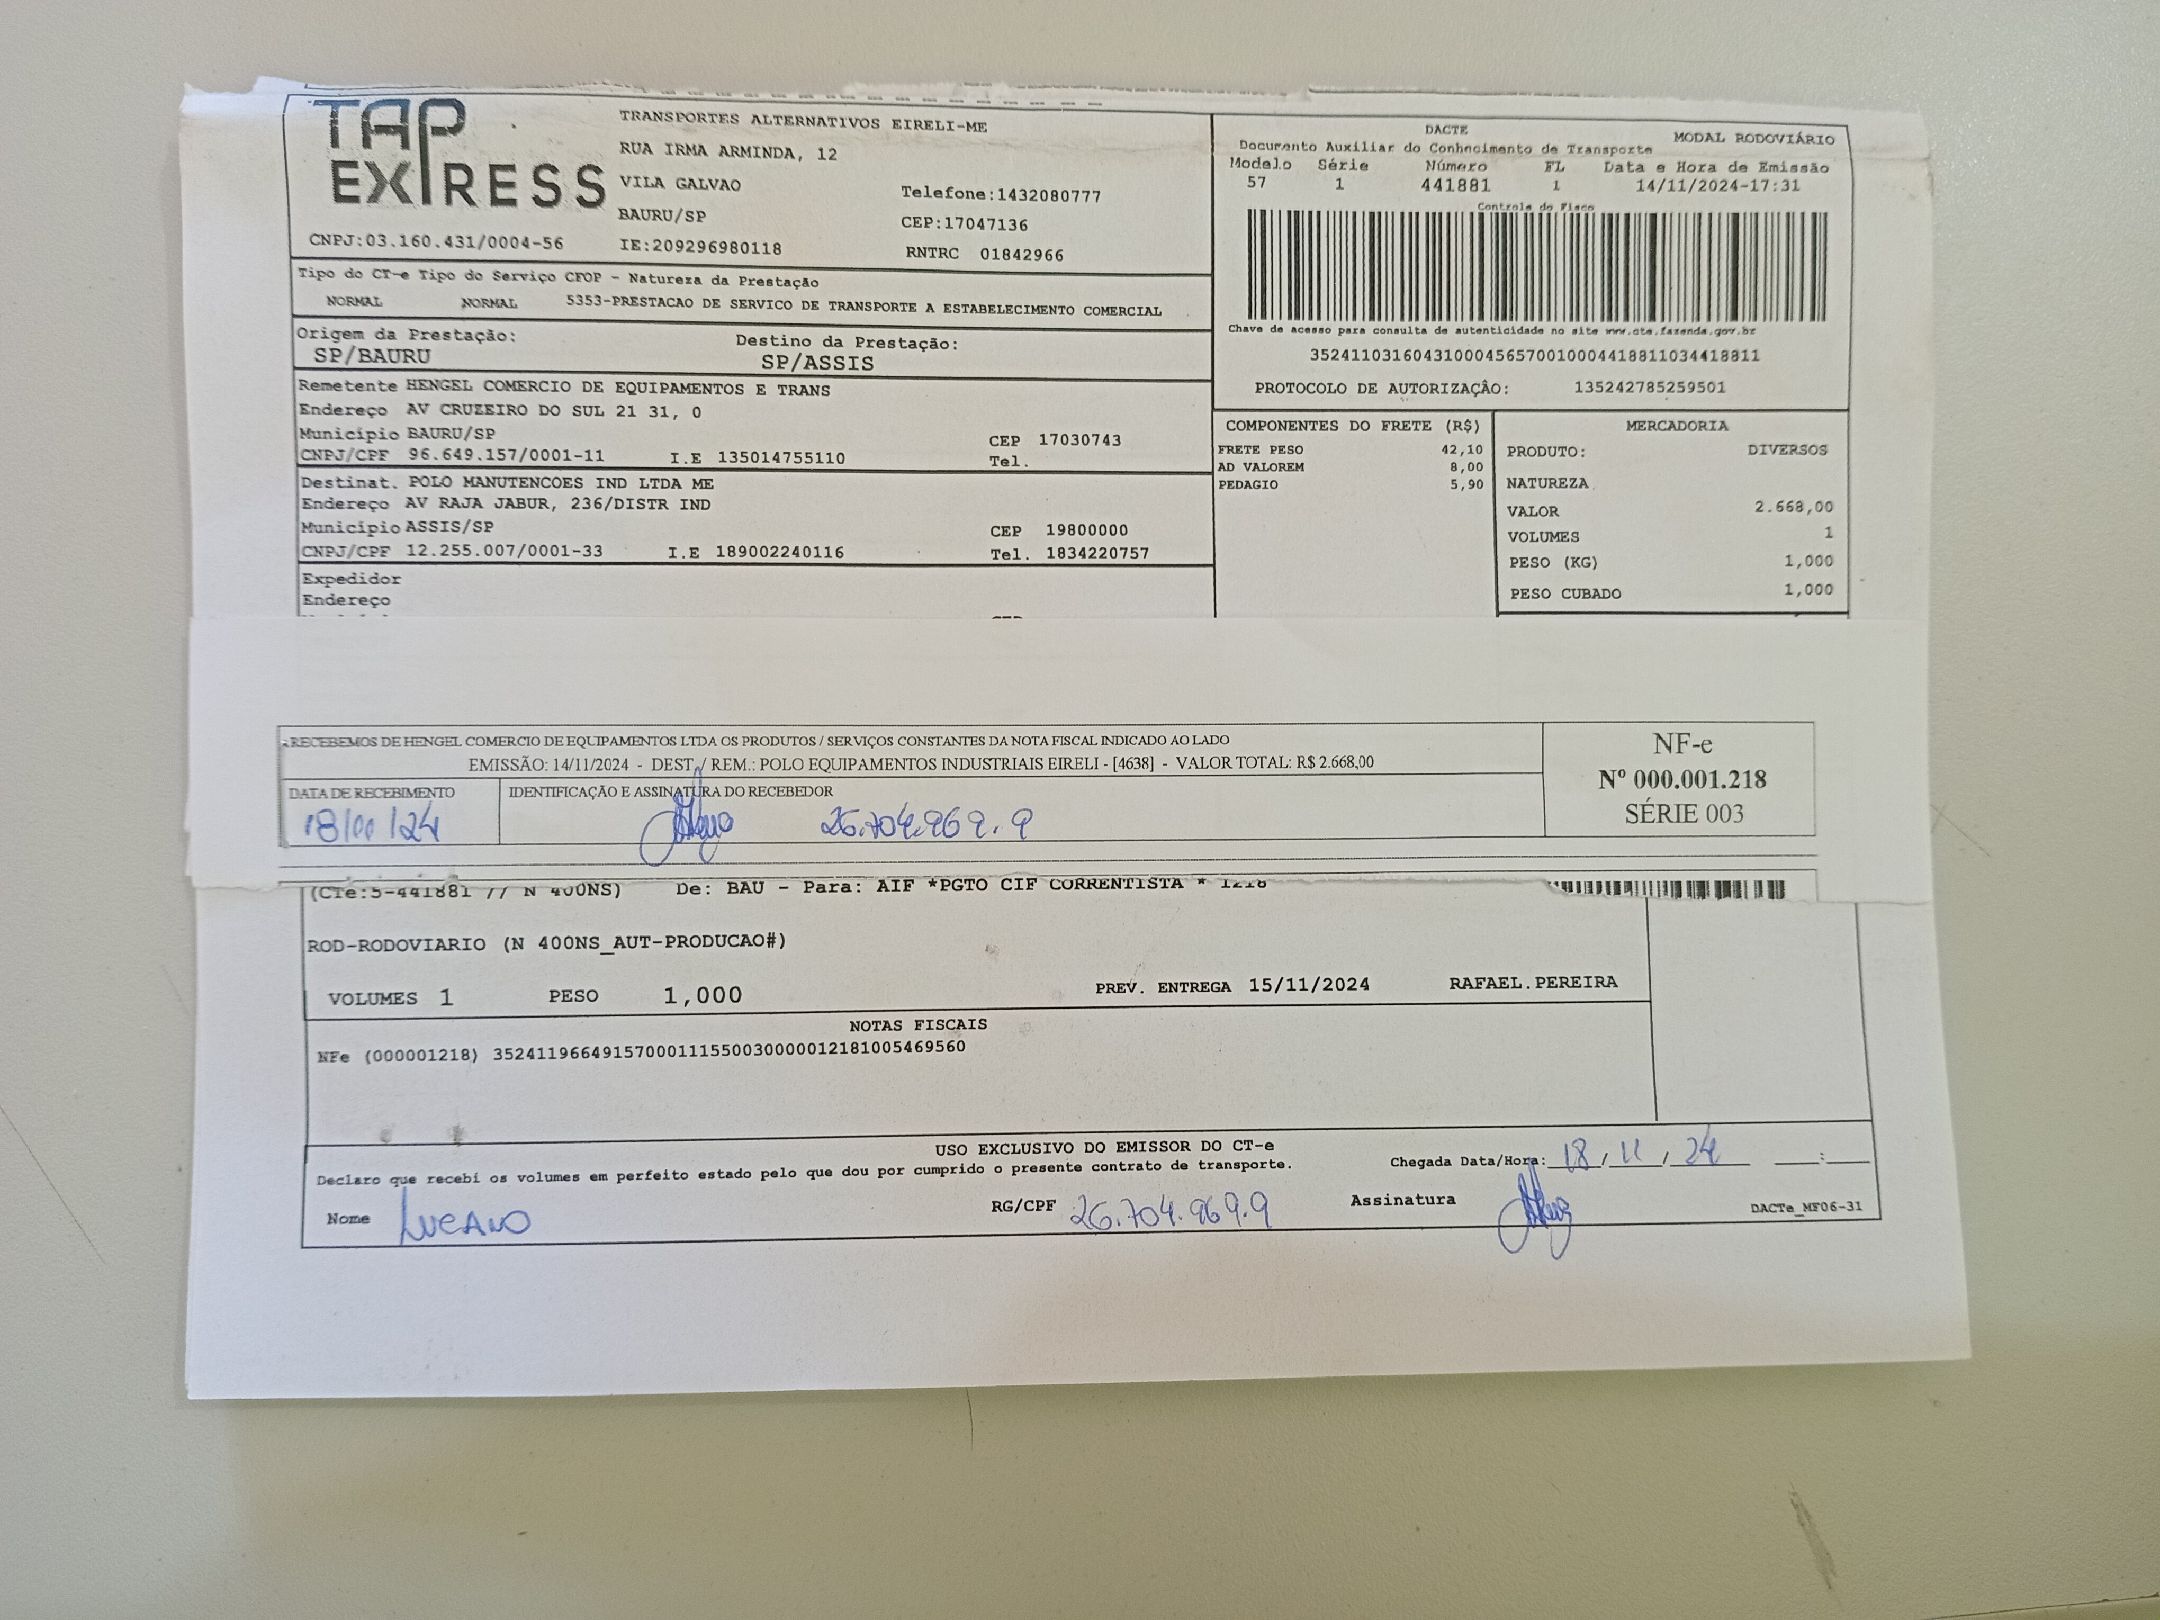 TAP EXPRESS
TRANSPORTES ALTERNATIVOS EIRELI-ME
RUA IRMA ARMINDA, 12
VILA GALVAO
Telefone:1432080777
BAURU/SP
CEP:17047136
CNPJ:03.160.431/0004-56
IE:209296980118
RNTRC 01842966
DACTE
MODAL RODOVIÁRIO
Documento Auxiliar do Conhecimento de Transporte
Modelo Série Número FL Data e Hora de Emissão
57 1 441881 1 14/11/2024-17:31
Controle do Fisco
Chave de acesso para consulta de autenticidade no site www.cte.fazenda.gov.br
35241103160431000456570010004418811034418811
PROTOCOLO DE AUTORIZAÇÃO: 135242785259501
Tipo do CT-e Tipo do Serviço CFOP - Natureza da Prestação
NORMAL NORMAL 5353-PRESTACAO DE SERVICO DE TRANSPORTE A ESTABELECIMENTO COMERCIAL
Origem da Prestação: Destino da Prestação:
SP/BAURU SP/ASSIS
Remetente HENGEL COMERCIO DE EQUIPAMENTOS E TRANS
Endereço AV CRUZEIRO DO SUL 21 31, 0
Município BAURU/SP CEP 17030743
CNPJ/CPF 96.649.157/0001-11 I.E 135014755110 Tel.
Destinat. POLO MANUTENCOES IND LTDA ME
Endereço AV RAJA JABUR, 236/DISTR IND
Município ASSIS/SP CEP 19800000
CNPJ/CPF 12.255.007/0001-33 I.E 189002240116 Tel. 1834220757
Expedidor
Endereço
COMPONENTES DO FRETE (R$)
FRETE PESO 42,10
AD VALOREM 8,00
PEDAGIO 5,90
MERCADORIA
PRODUTO: DIVERSOS
NATUREZA
VALOR 2.668,00
VOLUMES 1
PESO (KG) 1,000
PESO CUBADO 1,000
RECEBEMOS DE HENGEL COMERCIO DE EQUIPAMENTOS LTDA OS PRODUTOS / SERVIÇOS CONSTANTES DA NOTA FISCAL INDICADO AO LADO
EMISSÃO: 14/11/2024 - DEST. / REM.: POLO EQUIPAMENTOS INDUSTRIAIS EIRELI - [4638] - VALOR TOTAL: R$ 2.668,00
DATA DE RECEBIMENTO IDENTIFICAÇÃO E ASSINATURA DO RECEBEDOR
18/11/24 26.704.969.9
NF-e
Nº 000.001.218
SÉRIE 003
(CTe:5-441881 // N 400NS) De: BAU - Para: AIF *PGTO CIF CORRENTISTA * 1218
ROD-RODOVIARIO (N 400NS_AUT-PRODUCAO#)
VOLUMES 1 PESO 1,000 PREV. ENTREGA 15/11/2024 RAFAEL.PEREIRA
NOTAS FISCAIS
NFe (000001218) 35241196649157000111550030000012181005469560
USO EXCLUSIVO DO EMISSOR DO CT-e
Declaro que recebi os volumes em perfeito estado pelo que dou por cumprido o presente contrato de transporte.
Chegada Data/Hora: 18/11/24 __:__
Nome LUCANO RG/CPF 26.704.969.9 Assinatura
DACTe_MF06-31